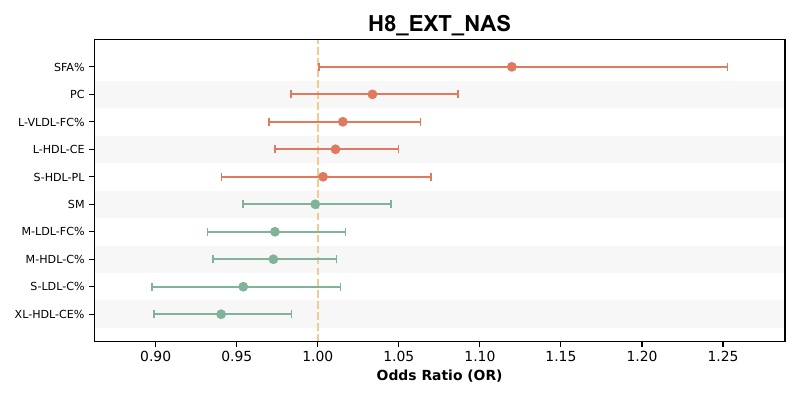 H8_EXT_NAS
SFA%
PC
L-VLDL-FC%
L-HDL-CE
S-HDL-PL
SM
M-LDL-FC%
M-HDL-C%
S-LDL-C%
XL-HDL-CE%
0.90 0.95 1.00 1.05 1.10 1.15 1.20 1.25
Odds Ratio (OR)